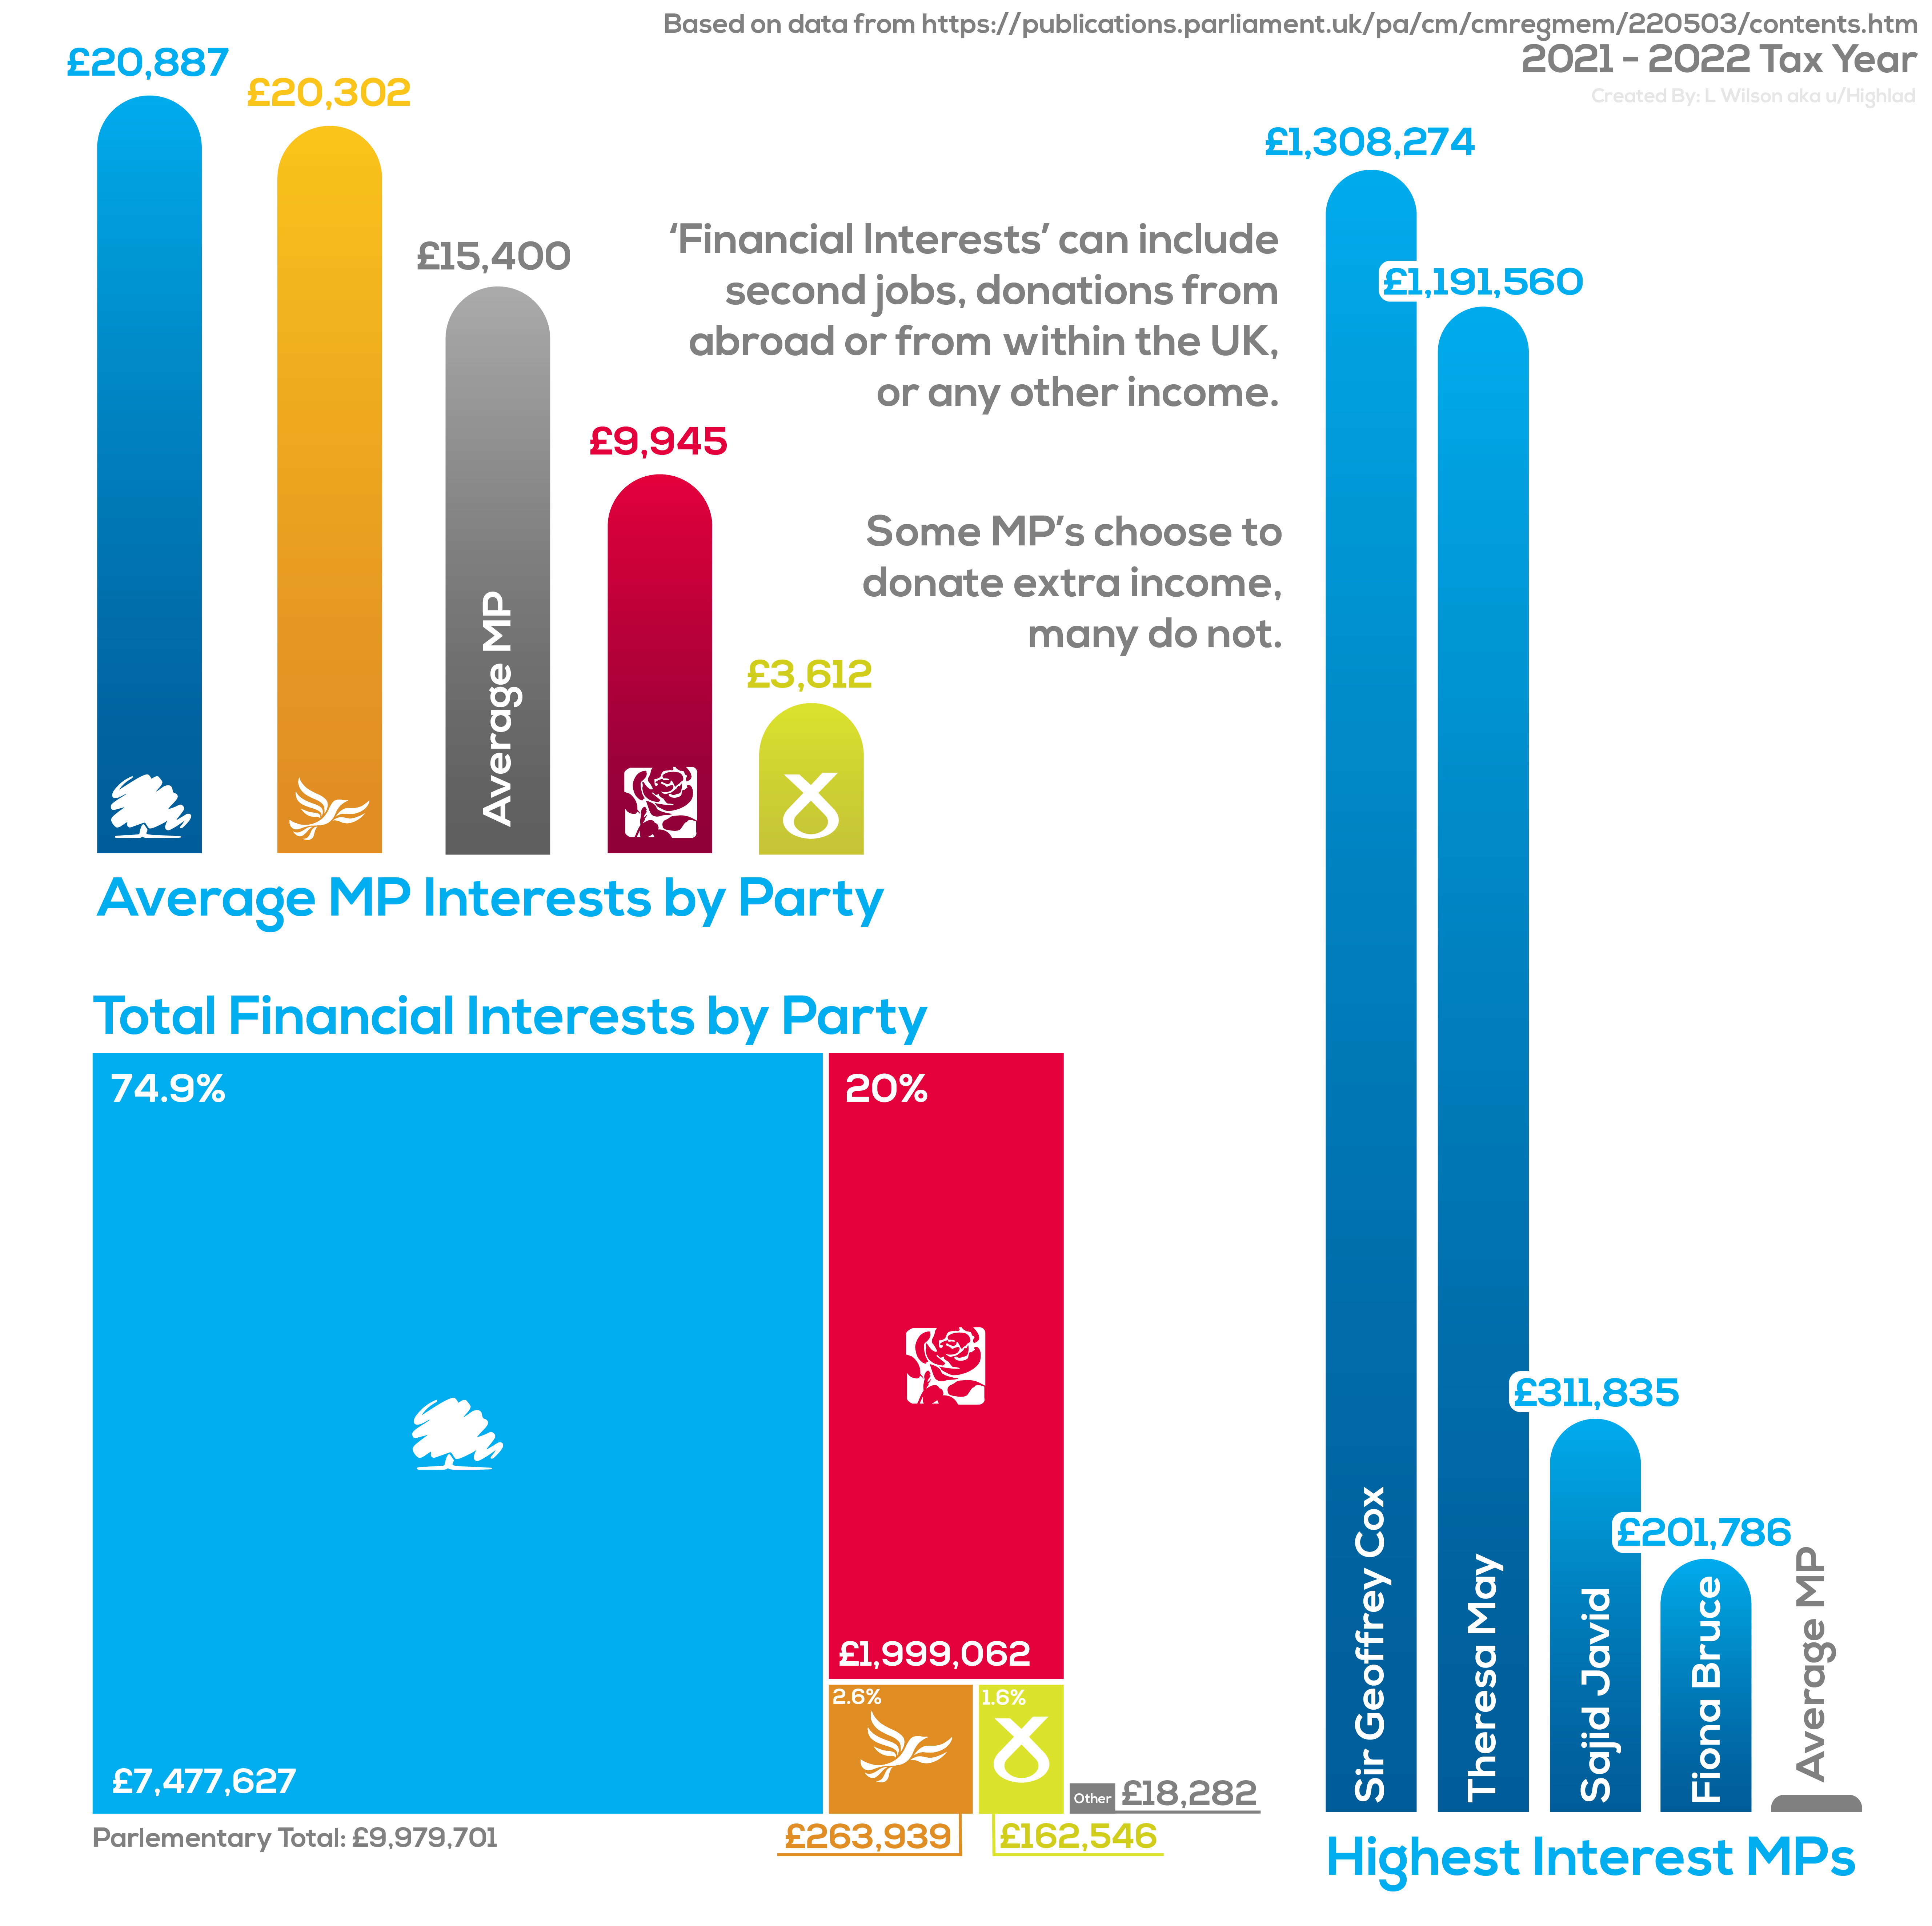 Based on data from https://publications.parliament.uk/pa/cm/cmregmem/220503/contents.htm
2021 - 2022 Tax Year
Created By: L Wilson aka u/Highlad
£20,887
£20,302
£15,400
£9,945
£3,612
Average MP
Average MP Interests by Party
‘Financial Interests’ can include
second jobs, donations from
abroad or from within the UK,
or any other income.
Some MP’s choose to
donate extra income,
many do not.
Total Financial Interests by Party
74.9%
£7,477,627
20%
£1,999,062
2.6%
1.6%
£263,939
£162,546
Other
£18,282
Parlementary Total: £9,979,701
£1,308,274
£1,191,560
£311,835
£201,786
Sir Geoffrey Cox
Theresa May
Sajid Javid
Fiona Bruce
Average MP
Highest Interest MPs